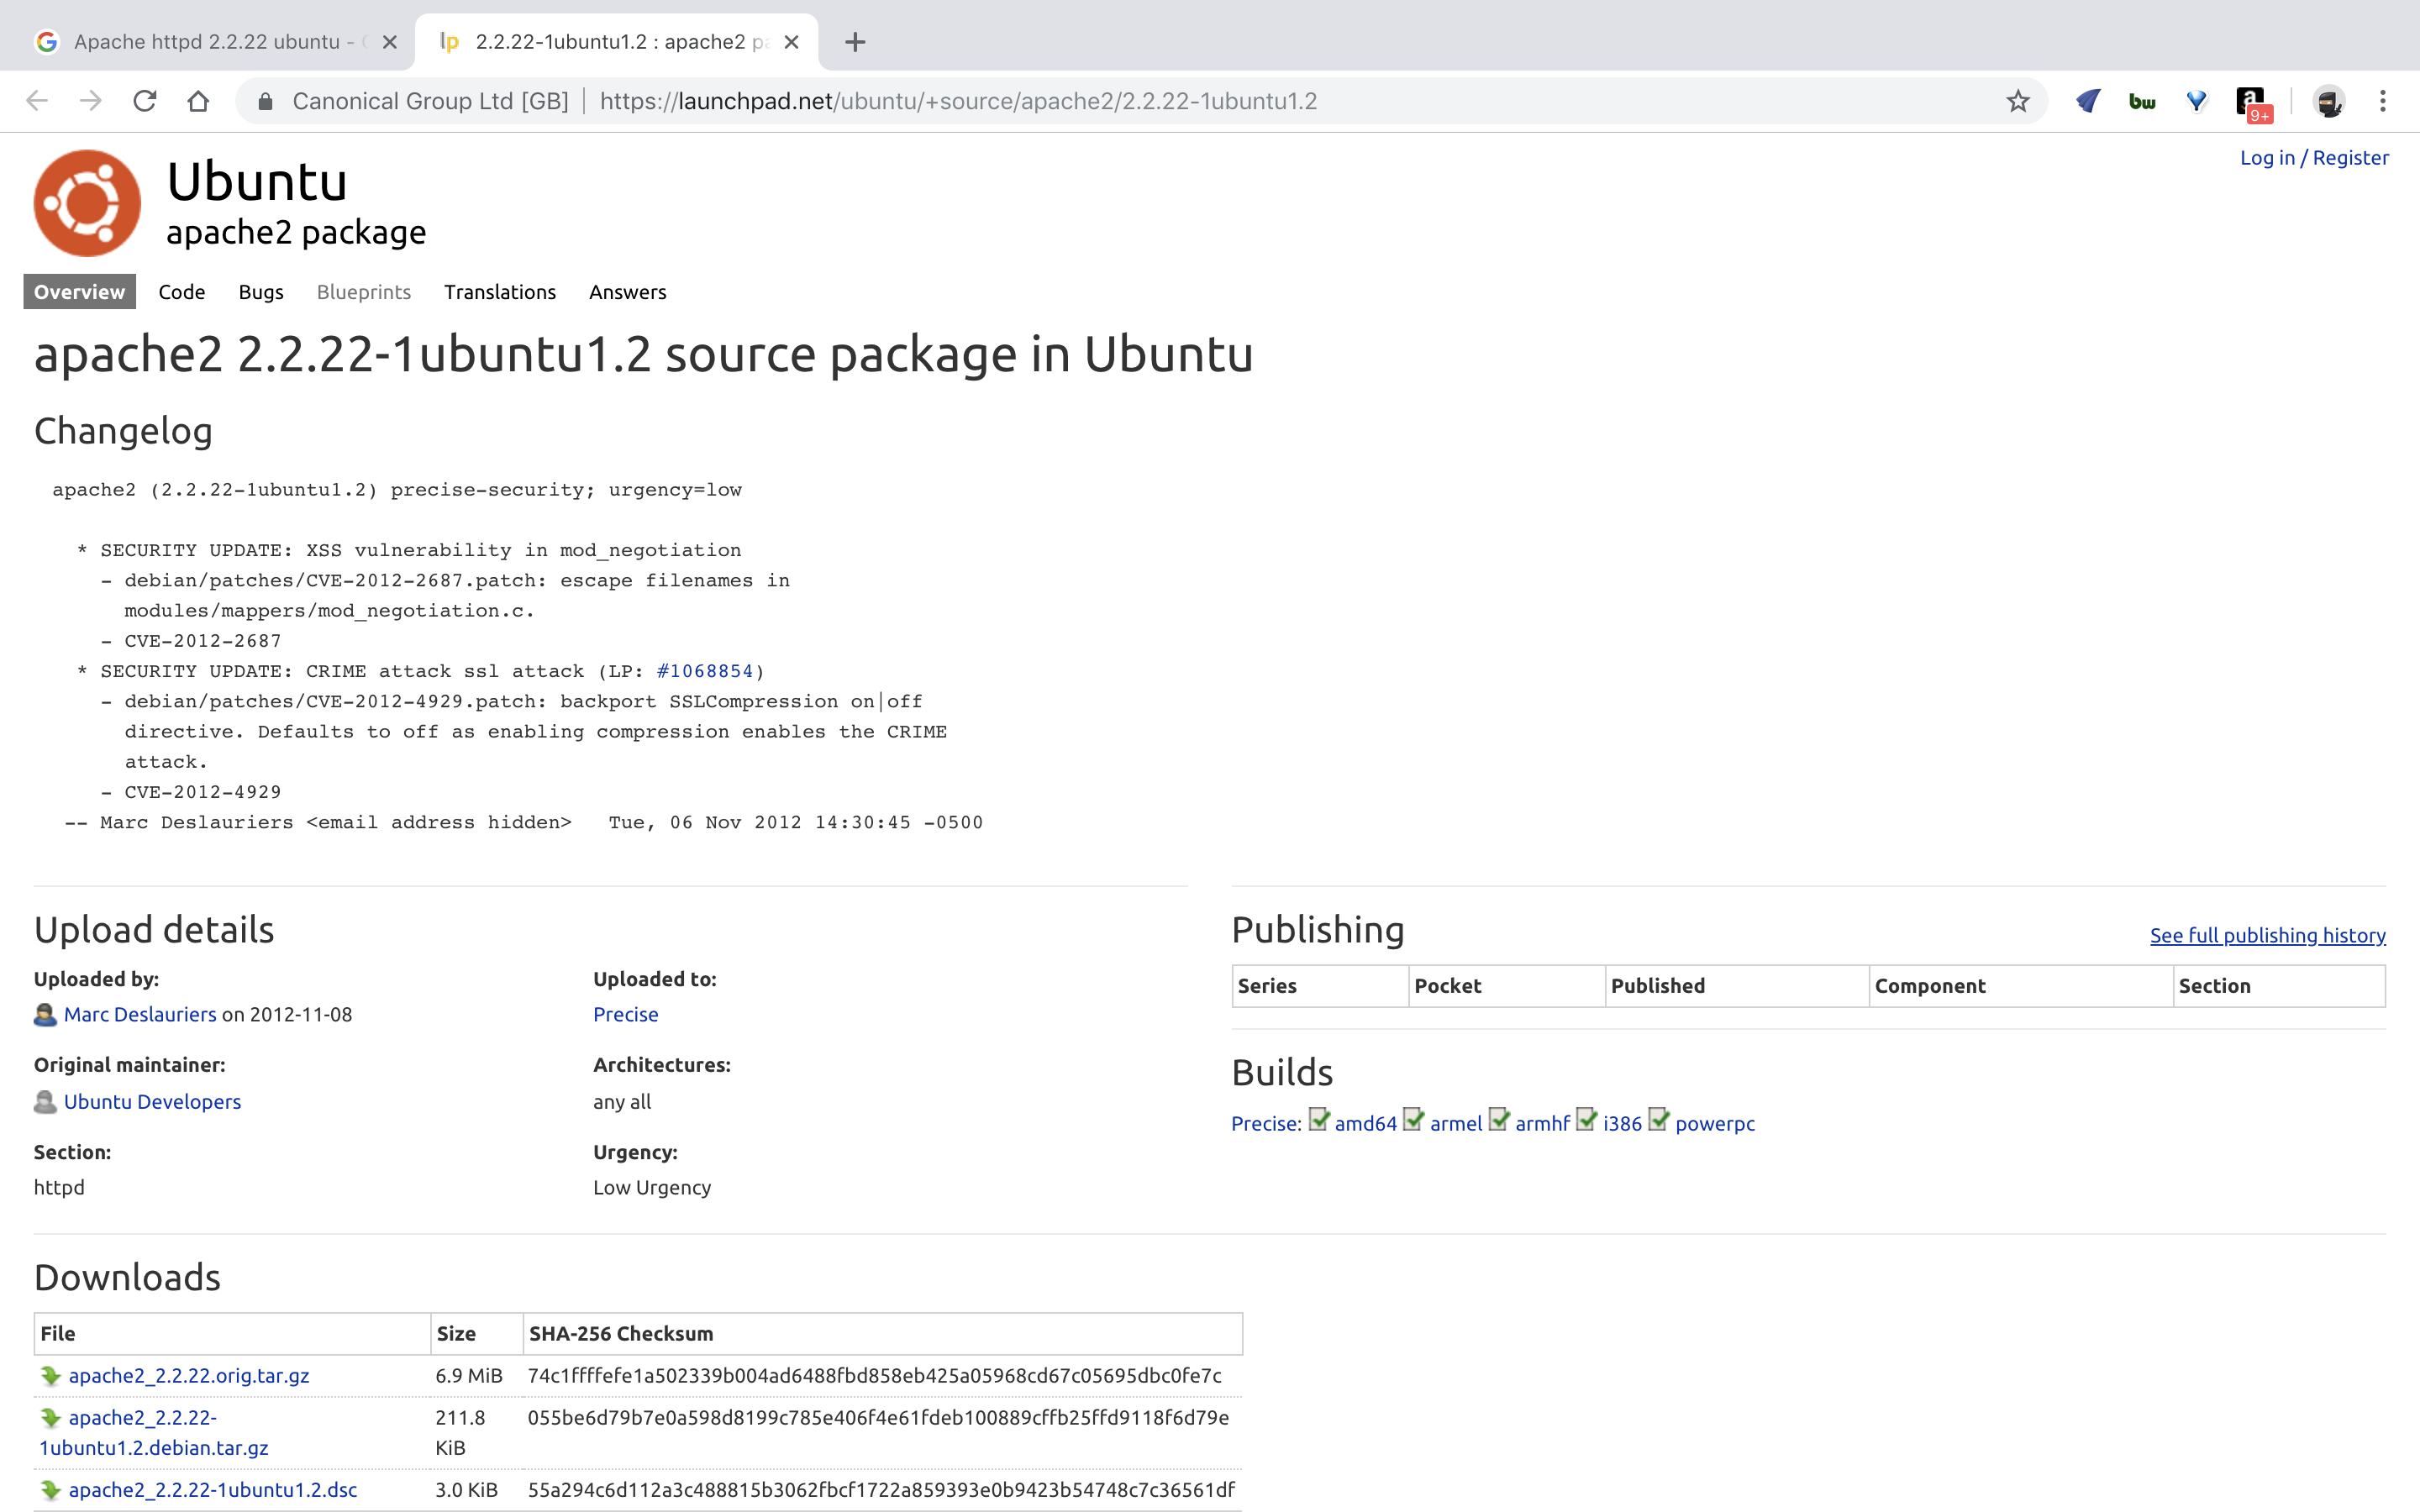 Apache httpd 2.2.22 ubuntu -
2.2.22-1ubuntu1.2 : apache2
Canonical Group Ltd [GB] | https://launchpad.net/ubuntu/+source/apache2/2.2.22-1ubuntu1.2
bw
a
9+
Log in / Register
Ubuntu
apache2 package
Overview Code Bugs Blueprints Translations Answers
apache2 2.2.22-1ubuntu1.2 source package in Ubuntu
Changelog
apache2 (2.2.22-1ubuntu1.2) precise-security; urgency=low
* SECURITY UPDATE: XSS vulnerability in mod_negotiation
- debian/patches/CVE-2012-2687.patch: escape filenames in
modules/mappers/mod_negotiation.c.
- CVE-2012-2687
* SECURITY UPDATE: CRIME attack ssl attack (LP: #1068854)
- debian/patches/CVE-2012-4929.patch: backport SSLCompression on|off
directive. Defaults to off as enabling compression enables the CRIME
attack.
- CVE-2012-4929
-- Marc Deslauriers <email address hidden> Tue, 06 Nov 2012 14:30:45 -0500
Upload details
Uploaded by:
Marc Deslauriers on 2012-11-08
Uploaded to:
Precise
Original maintainer:
Ubuntu Developers
Architectures:
any all
Section:
httpd
Urgency:
Low Urgency
Publishing
See full publishing history
Series Pocket Published Component Section
Builds
Precise: amd64 armel armhf i386 powerpc
Downloads
File Size SHA-256 Checksum
apache2_2.2.22.orig.tar.gz 6.9 MiB 74c1ffffefe1a502339b004ad6488fbd858eb425a05968cd67c05695dbc0fe7c
apache2_2.2.22- 211.8 055be6d79b7e0a598d8199c785e406f4e61fdeb100889cffb25ffd9118f6d79e
1ubuntu1.2.debian.tar.gz KiB
apache2_2.2.22-1ubuntu1.2.dsc 3.0 KiB 55a294c6d112a3c488815b3062fbcf1722a859393e0b9423b54748c7c36561df